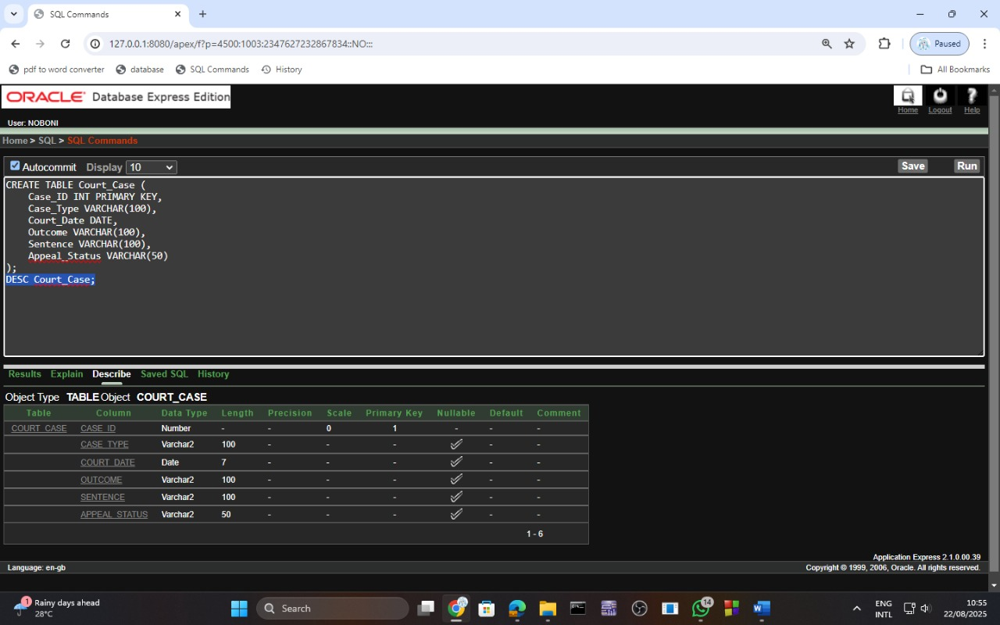 SQL Commands
127.0.0.1:8080/apex/f?p=4500:1003:2347627232867834::NO:::
Paused
pdf to word converter database SQL Commands History All Bookmarks
ORACLE Database Express Edition
Home Logout Help
User: NOBONI
Home > SQL > SQL Commands
Autocommit Display 10 Save Run
CREATE TABLE Court_Case (
Case_ID INT PRIMARY KEY,
Case_Type VARCHAR(100),
Court_Date DATE,
Outcome VARCHAR(100),
Sentence VARCHAR(100),
Appeal_Status VARCHAR(50)
);
DESC Court_Case;
Results Explain Describe Saved SQL History
Object Type TABLE Object COURT_CASE
Table Column Data Type Length Precision Scale Primary Key Nullable Default Comment
COURT_CASE CASE_ID Number - - 0 1 - - -
CASE_TYPE Varchar2 100 - - - - -
COURT_DATE Date 7 - - - - -
OUTCOME Varchar2 100 - - - - -
SENTENCE Varchar2 100 - - - - -
APPEAL_STATUS Varchar2 50 - - - - -
1 - 6
Application Express 2.1.0.00.39
Language: en-gb Copyright © 1999, 2006, Oracle. All rights reserved.
1 Rainy days ahead
28°C
Search
14
ENG
INTL
10:55
22/08/2025